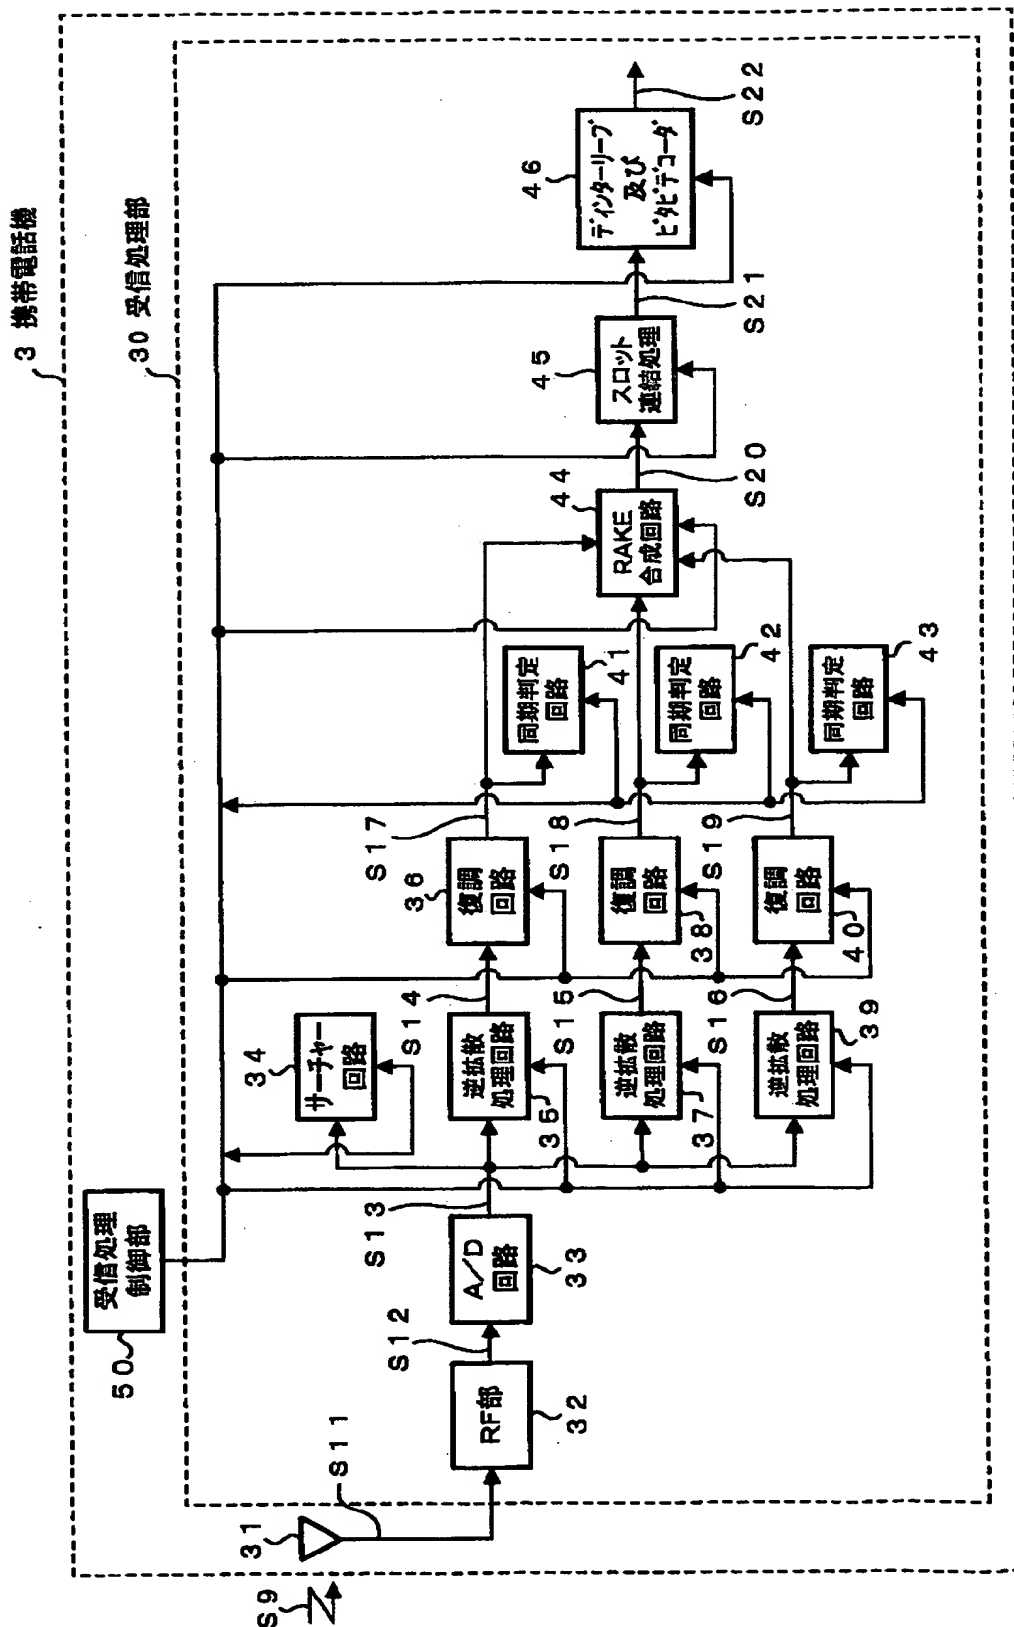 3 携帯電話機
30 受信処理部
受信処理
制御部
50
S9
31
S11
RF部
32
S12
A/D
回路
33
S13
サーチャー
回路
34
S14
逆拡散
処理回路
35
S14
復調
回路
36
S17
同期判定
回路
41
S15
逆拡散
処理回路
37
S15
復調
回路
38
S18
同期判定
回路
42
S16
逆拡散
処理回路
39
S16
復調
回路
40
S19
同期判定
回路
43
RAKE
合成回路
44
S20
スロット
連結処理
45
S21
ディンターリーブ
及び
ビタビデコーダ
46
S22